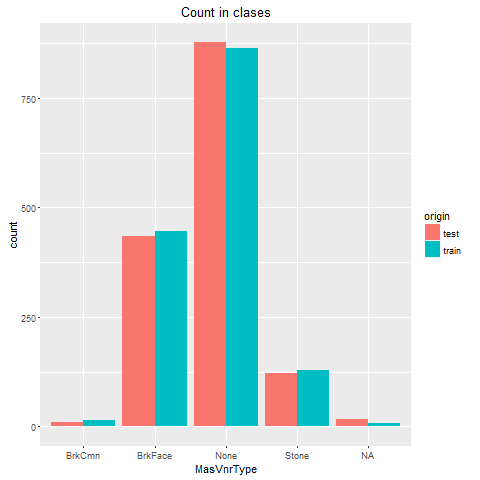 Count in clases
count
750
500
250
0
BrkCmn BrkFace None Stone NA
MasVnrType
origin
test
train